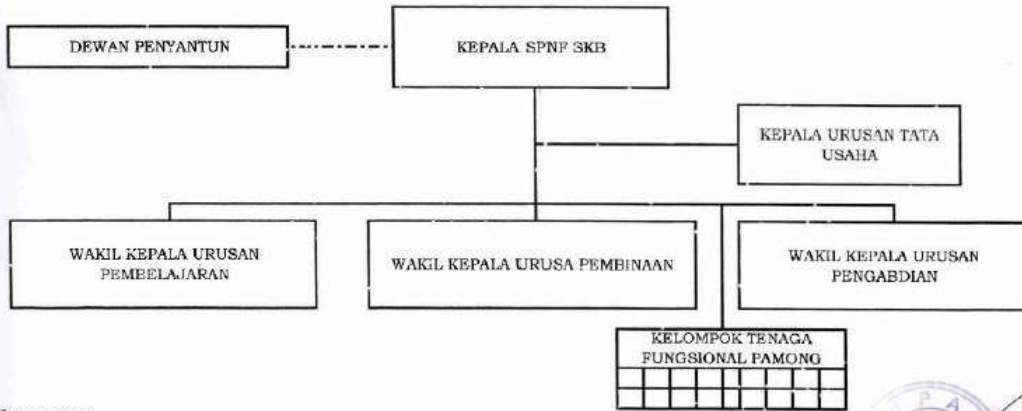 DEWAN PENYANTUN
KEPALA SPNF SKB
KEPALA URUSAN TATA
USAHA
WAKIL KEPALA URUSAN
PEMBELAJARAN
WAKIL KEPALA URUSA PEMBINAAN
WAKIL KEPALA URUSAN
PENGABDIAN
KELOMPOK TENAGA
FUNGSIONAL PAMONG